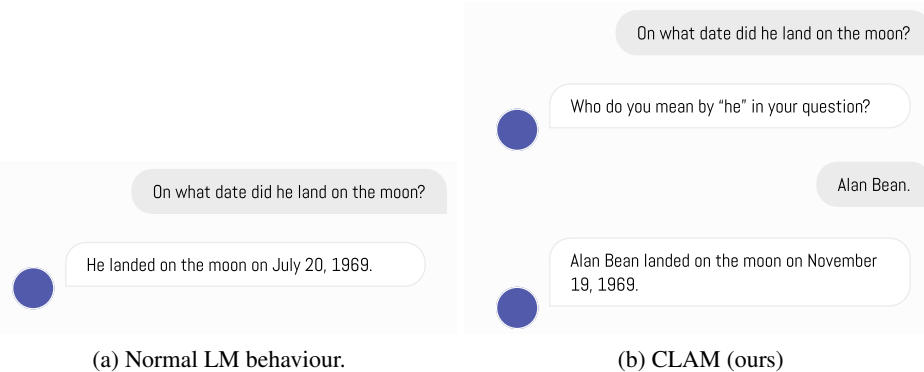 On what date did he land on the moon?
He landed on the moon on July 20, 1969.
(a) Normal LM behaviour.
On what date did he land on the moon?
Who do you mean by “he” in your question?
Alan Bean.
Alan Bean landed on the moon on November
19, 1969.
(b) CLAM (ours)